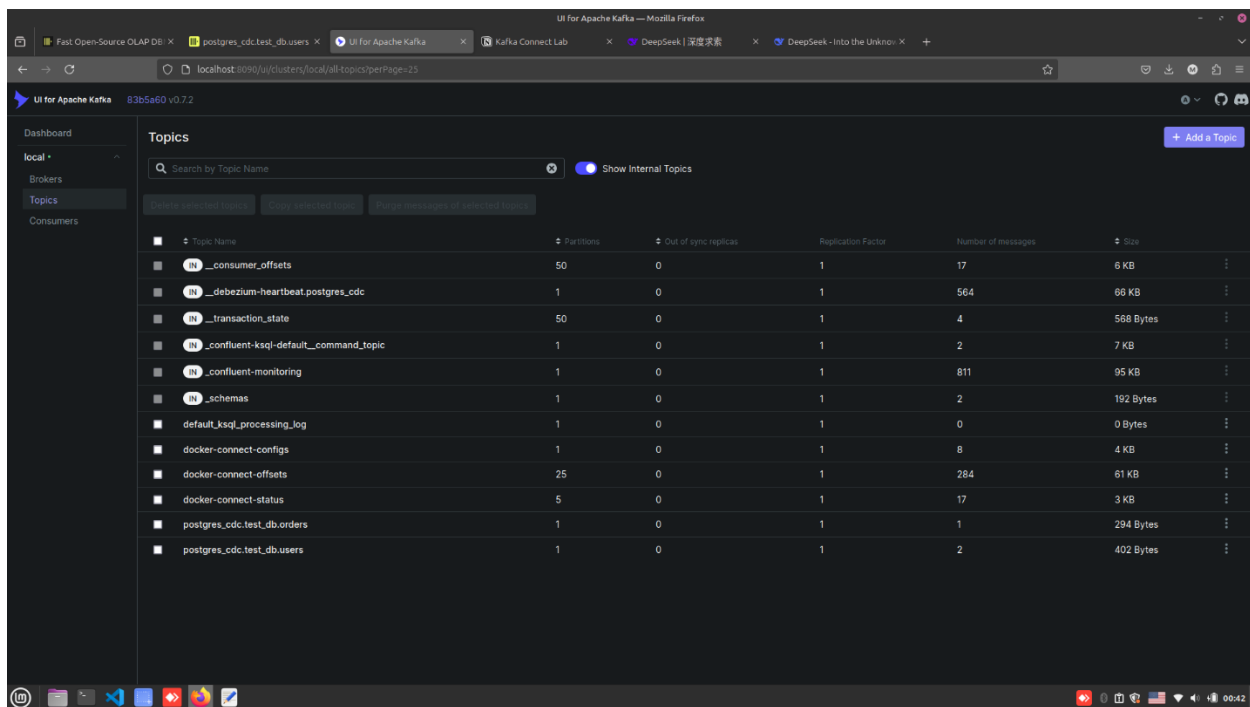 UI for Apache Kafka — Mozilla Firefox
Fast Open-Source OLAP DB
postgres_cdc.test_db.users
UI for Apache Kafka
Kafka Connect Lab
DeepSeek | 深度求索
DeepSeek - Into the Unknow
localhost:8090/ui/clusters/local/all-topics?perPage=25
UI for Apache Kafka 83b5a60 v0.7.2
Dashboard
local
Brokers
Topics
Consumers
Topics
+ Add a Topic
Search by Topic Name
Show Internal Topics
Delete selected topics Copy selected topic Purge messages of selected topics
Topic Name Partitions Out of sync replicas Replication Factor Number of messages Size
IN __consumer_offsets 50 0 1 17 6 KB
IN __debezium-heartbeat.postgres_cdc 1 0 1 564 66 KB
IN __transaction_state 50 0 1 4 568 Bytes
IN _confluent-ksql-default__command_topic 1 0 1 2 7 KB
IN _confluent-monitoring 1 0 1 811 95 KB
IN _schemas 1 0 1 2 192 Bytes
default_ksql_processing_log 1 0 1 0 0 Bytes
docker-connect-configs 1 0 1 8 4 KB
docker-connect-offsets 25 0 1 284 61 KB
docker-connect-status 5 0 1 17 3 KB
postgres_cdc.test_db.orders 1 0 1 1 294 Bytes
postgres_cdc.test_db.users 1 0 1 2 402 Bytes
00:42